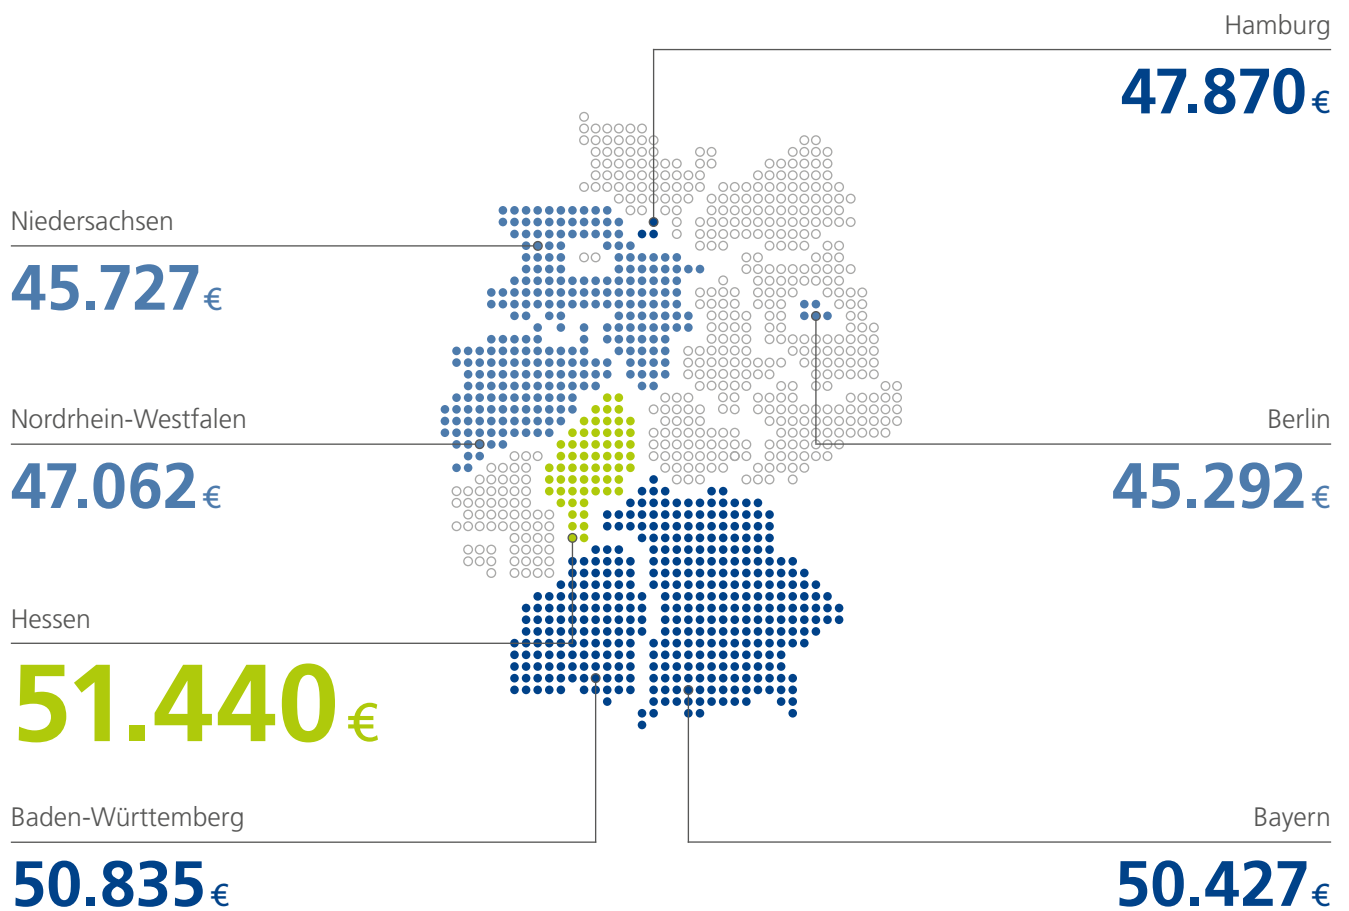 Hamburg
47.870 €
Niedersachsen
45.727 €
Nordrhein-Westfalen
47.062 €
Berlin
45.292 €
Hessen
51.440 €
Baden-Württemberg
50.835 €
Bayern
50.427 €